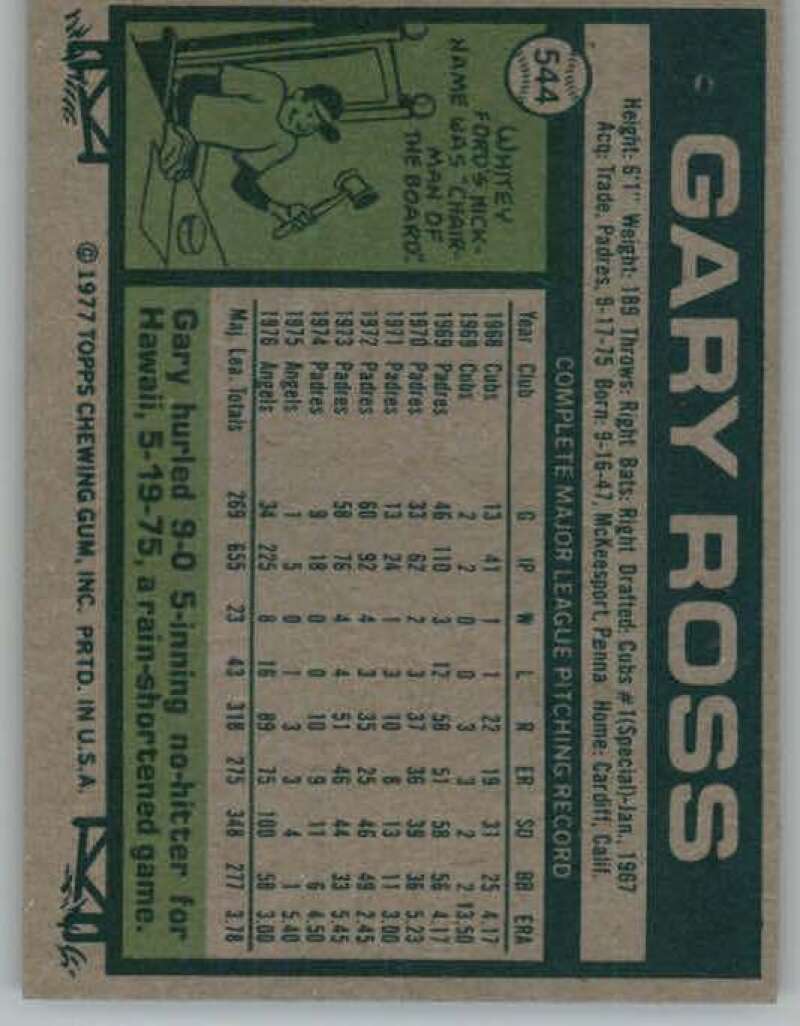 544
GARY ROSS
Height: 6'1" Weight: 189 Throws: Right Bats: Right Drafted: Cubs #1(Special)-Jan., 1967
Acq: Trade, Padres, 9-17-75 Born: 9-16-47, McKeesport, Penna Home: Cardiff, Calif.
WHITEY
FORD'S NICK-
NAME WAS "CHAIR-
MAN OF
THE BOARD."
COMPLETE MAJOR LEAGUE PITCHING RECORD
Year Club G IP W L R ER SO BB ERA
1968 Cubs 13 41 1 1 22 19 31 25 4.17
1969 Cubs 2 2 0 0 3 3 2 2 13.50
1969 Padres 46 110 3 12 58 51 58 56 4.17
1970 Padres 33 62 2 3 37 36 39 36 5.23
1971 Padres 13 24 1 3 10 8 13 11 3.00
1972 Padres 60 92 4 3 35 25 46 49 2.45
1973 Padres 58 76 4 4 51 46 44 33 5.45
1974 Padres 9 18 0 0 10 9 11 6 4.50
1975 Angels 1 5 0 1 3 3 4 1 5.40
1976 Angels 34 225 8 16 89 75 100 58 3.00
Maj. Lea. Totals 269 655 23 43 318 275 348 277 3.78
Gary hurled 9-0 5-inning no-hitter for
Hawaii, 5-19-75, a rain-shortened game.
© 1977 TOPPS CHEWING GUM, INC. PRTD. IN U.S.A.